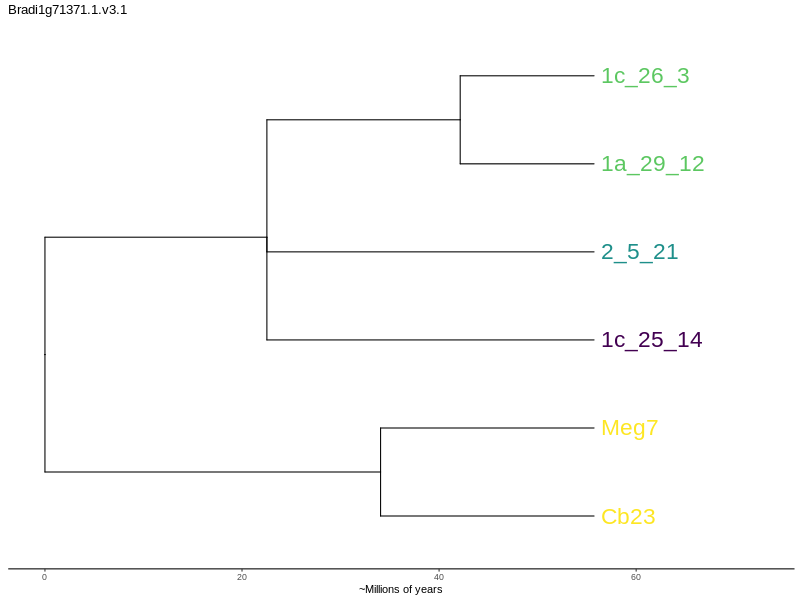 Bradi1g71371.1.v3.1
1c_26_3
1a_29_12
2_5_21
1c_25_14
Meg7
Cb23
0 20 40 60
~Millions of years